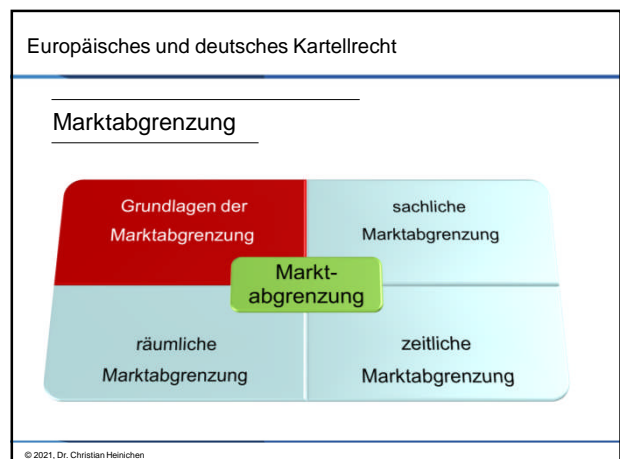 Europäisches und deutsches Kartellrecht
Marktabgrenzung
Grundlagen der
Marktabgrenzung
sachliche
Marktabgrenzung
Markt-
abgrenzung
räumliche
Marktabgrenzung
zeitliche
Marktabgrenzung
© 2021, Dr. Christian Heinichen